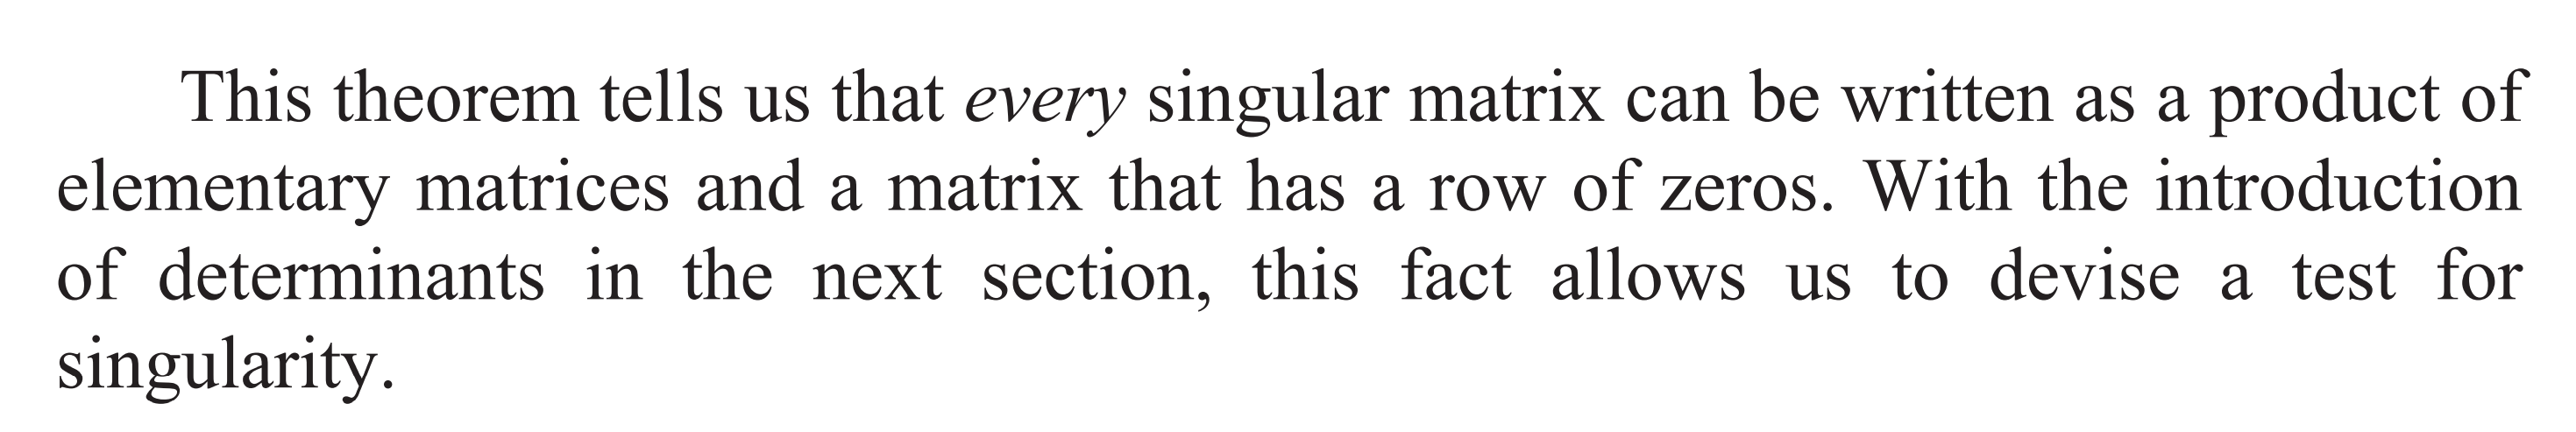 This theorem tells us that every singular matrix can be written as a product of
elementary matrices and a matrix that has a row of zeros. With the introduction
of determinants in the next section, this fact allows us to devise a test for
singularity.